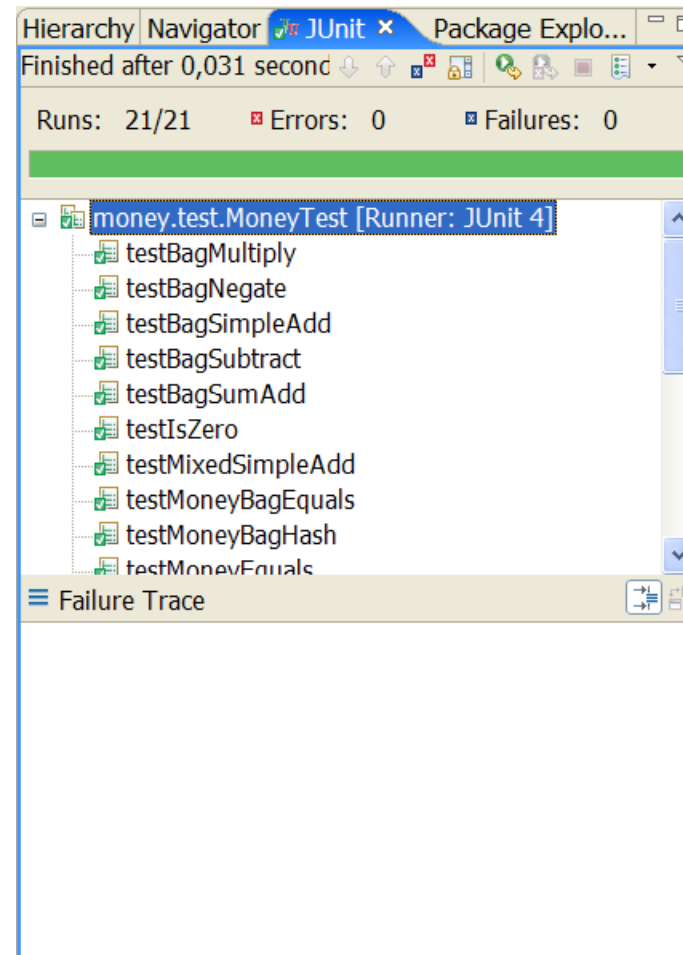 Hierarchy Navigator JUnit Package Explo...
Finished after 0,031 second
Runs: 21/21 Errors: 0 Failures: 0
money.test.MoneyTest [Runner: JUnit 4]
testBagMultiply
testBagNegate
testBagSimpleAdd
testBagSubtract
testBagSumAdd
testIsZero
testMixedSimpleAdd
testMoneyBagEquals
testMoneyBagHash
testMoneyEquals
Failure Trace